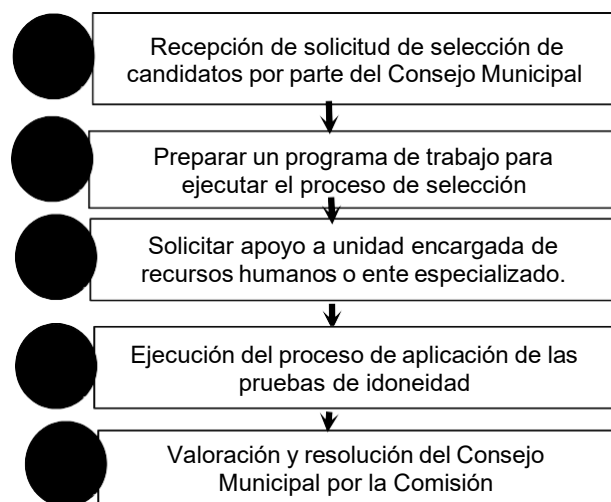 Recepción de solicitud de selección de
candidatos por parte del Consejo Municipal
Preparar un programa de trabajo para
ejecutar el proceso de selección
Solicitar apoyo a unidad encargada de
recursos humanos o ente especializado.
Ejecución del proceso de aplicación de las
pruebas de idoneidad
Valoración y resolución del Consejo
Municipal por la Comisión